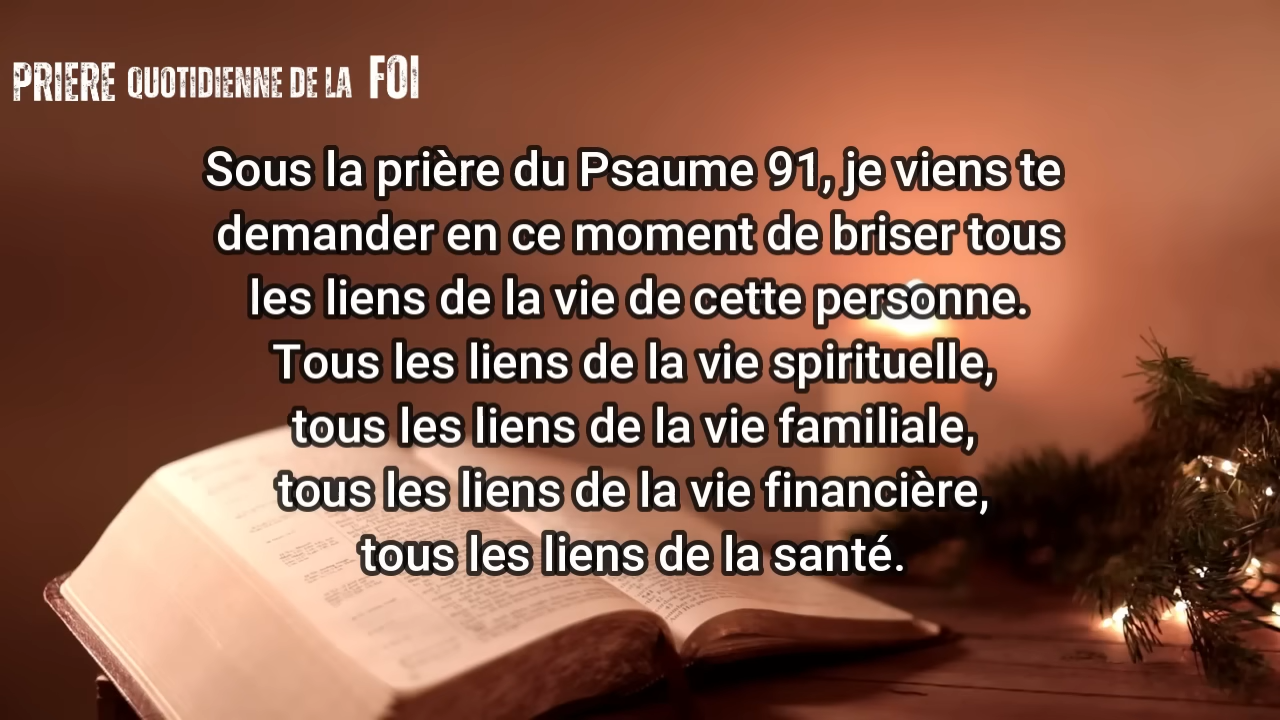 PRIERE QUOTIDIENNE DE LA FOI
Sous la prière du Psaume 91, je viens te
demander en ce moment de briser tous
les liens de la vie de cette personne.
Tous les liens de la vie spirituelle,
tous les liens de la vie familiale,
tous les liens de la vie financière,
tous les liens de la santé.